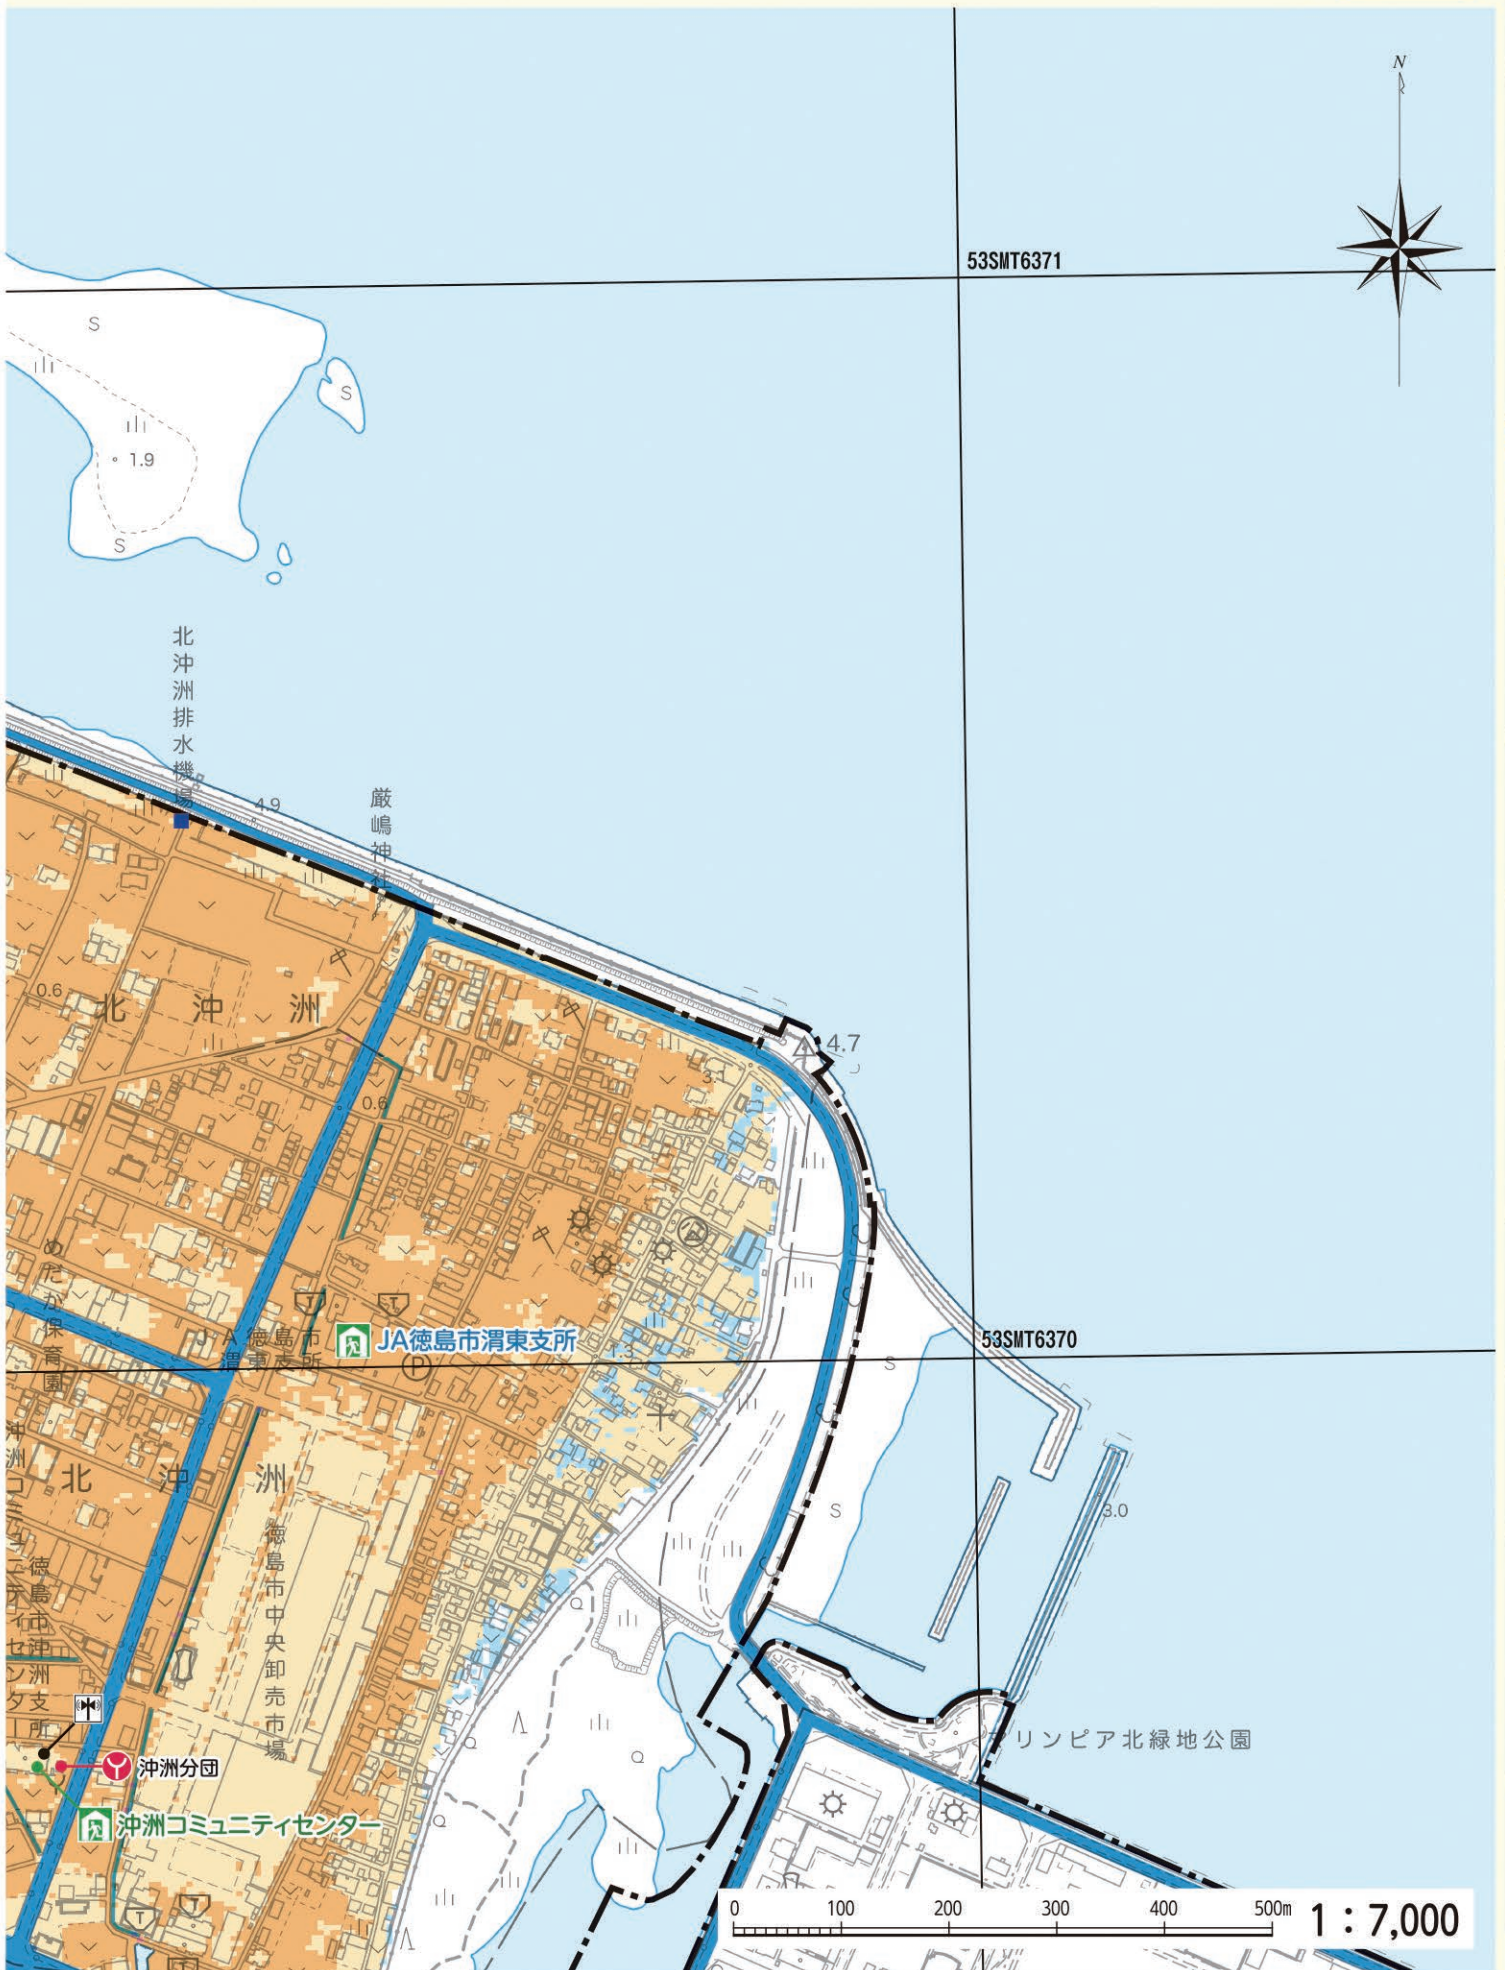 N
53SMT6371
S
S
1.9
S
北沖洲排水機場
4.9
厳嶋神社
0.6
北沖洲
4.7
3.1
0.6
めだか保育園
JA徳島市渭東支所
JA徳島市渭東支所
P
1.3
53SMT6370
S
北沖洲
S
3.0
沖洲コミュニティセンター
徳島市沖洲支所
徳島市中央卸売市場
マリンピア北緑地公園
沖洲分団
沖洲コミュニティセンター
0 100 200 300 400 500m 1:7,000